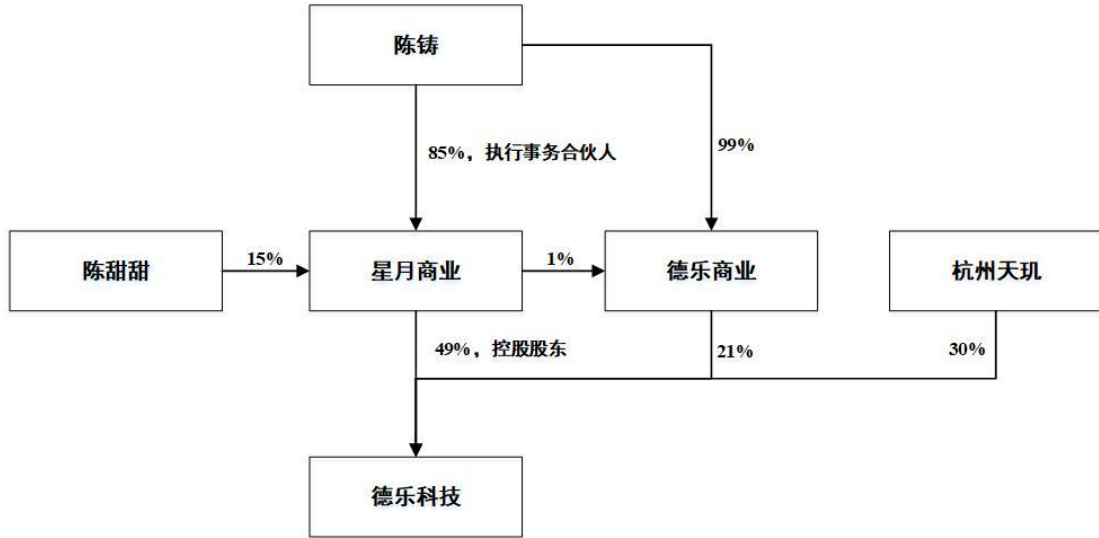 陈铸
85%，执行事务合伙人
99%
陈甜甜
15%
星月商业
1%
德乐商业
杭州天玑
49%，控股股东
21%
30%
德乐科技